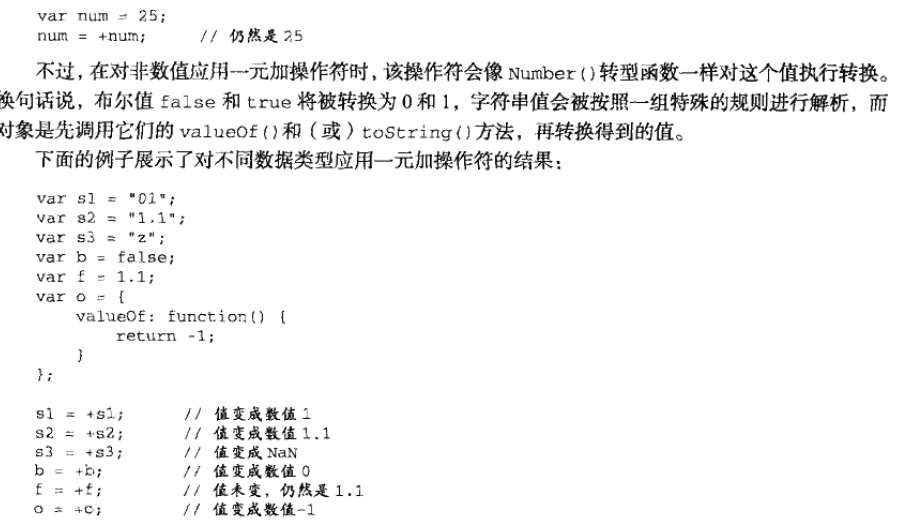 var num = 25;
num = +num; // 仍然是 25
不过，在对非数值应用一元加操作符时，该操作符会像 Number()转型函数一样对这个值执行转换。
换句话说，布尔值 false 和 true 将被转换为 0 和 1，字符串值会被按照一组特殊的规则进行解析，而
对象是先调用它们的 valueOf()和（或）toString()方法，再转换得到的值。
下面的例子展示了对不同数据类型应用一元加操作符的结果：
var s1 = "01";
var s2 = "1.1";
var s3 = "z";
var b = false;
var f = 1.1;
var o = {
valueOf: function() {
return -1;
}
};
s1 = +s1; // 值变成数值 1
s2 = +s2; // 值变成数值 1.1
s3 = +s3; // 值变成 NaN
b = +b; // 值变成数值 0
f = +f; // 值未变，仍然是 1.1
o = +o; // 值变成数值-1